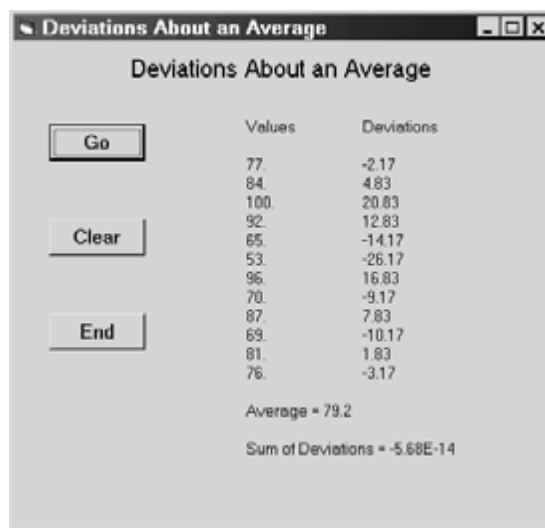 Deviations About an Average
Deviations About an Average
Go
Clear
End
Values Deviations
77. -2.17
84. 4.83
100. 20.83
92. 12.83
65. -14.17
53. -26.17
96. 16.83
70. -9.17
87. 7.83
69. -10.17
81. 1.83
76. -3.17
Average = 79.2
Sum of Deviations = -5.68E-14